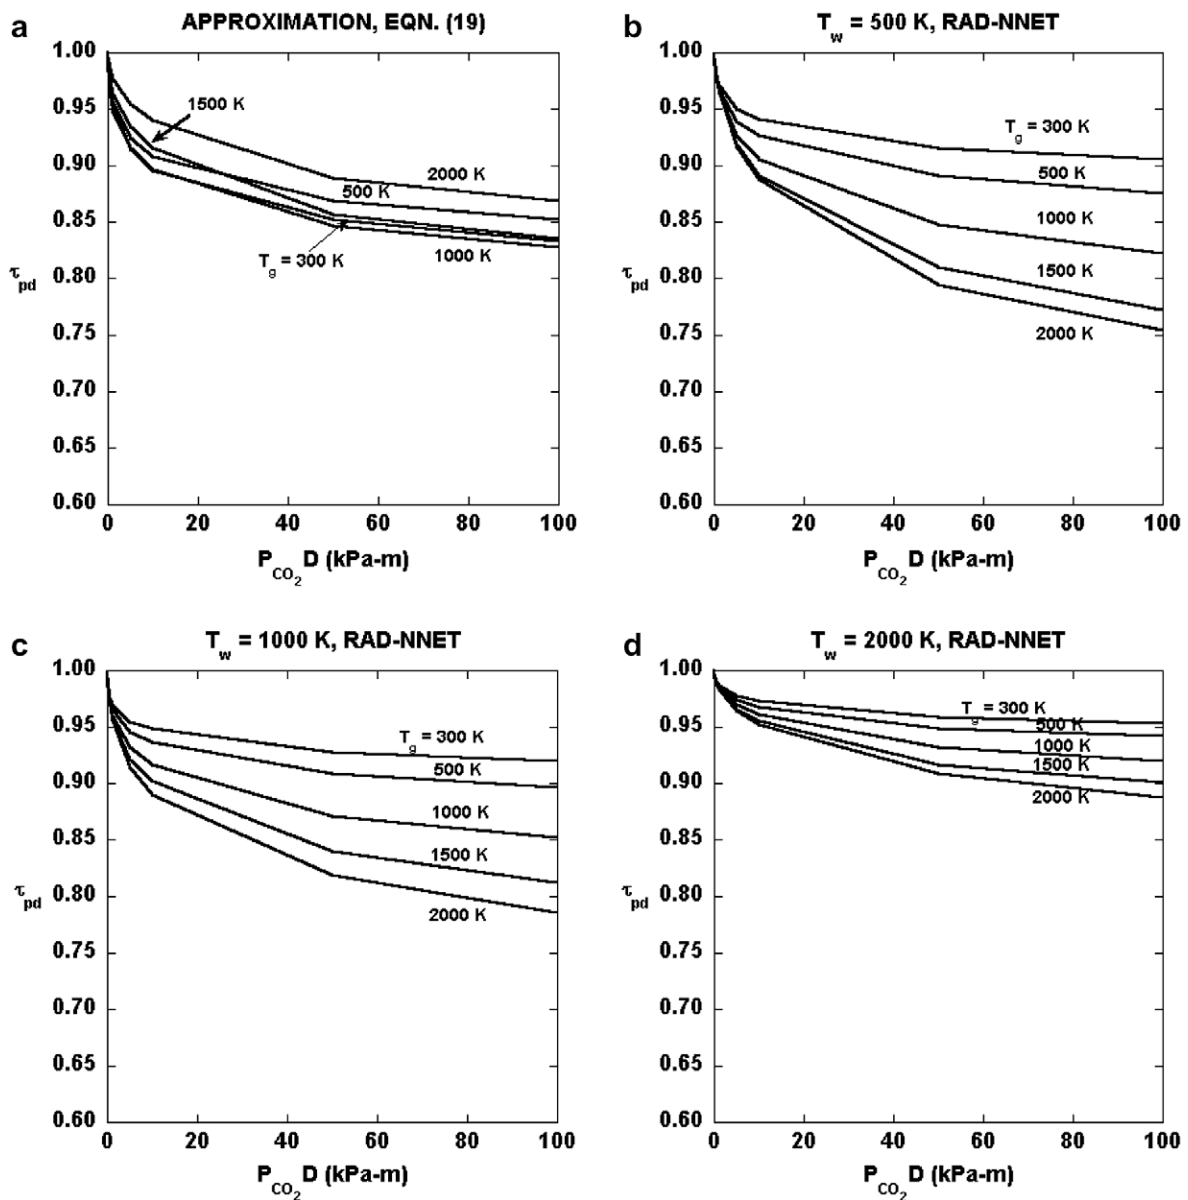 a
APPROXIMATION, EQN. (19)
1.00
0.95
0.90
0.85
0.80
0.75
0.70
0.65
0.60
τpd
1500 K
2000 K
500 K
Tg = 300 K
1000 K
0 20 40 60 80 100
PCO2 D (kPa-m)
b
Tw = 500 K, RAD-NNET
1.00
0.95
0.90
0.85
0.80
0.75
0.70
0.65
0.60
τpd
Tg = 300 K
500 K
1000 K
1500 K
2000 K
0 20 40 60 80 100
PCO2 D (kPa-m)
c
Tw = 1000 K, RAD-NNET
1.00
0.95
0.90
0.85
0.80
0.75
0.70
0.65
0.60
τpd
Tg = 300 K
500 K
1000 K
1500 K
2000 K
0 20 40 60 80 100
PCO2 D (kPa-m)
d
Tw = 2000 K, RAD-NNET
1.00
0.95
0.90
0.85
0.80
0.75
0.70
0.65
0.60
τpd
Tg = 300 K
500 K
1000 K
1500 K
2000 K
0 20 40 60 80 100
PCO2 D (kPa-m)